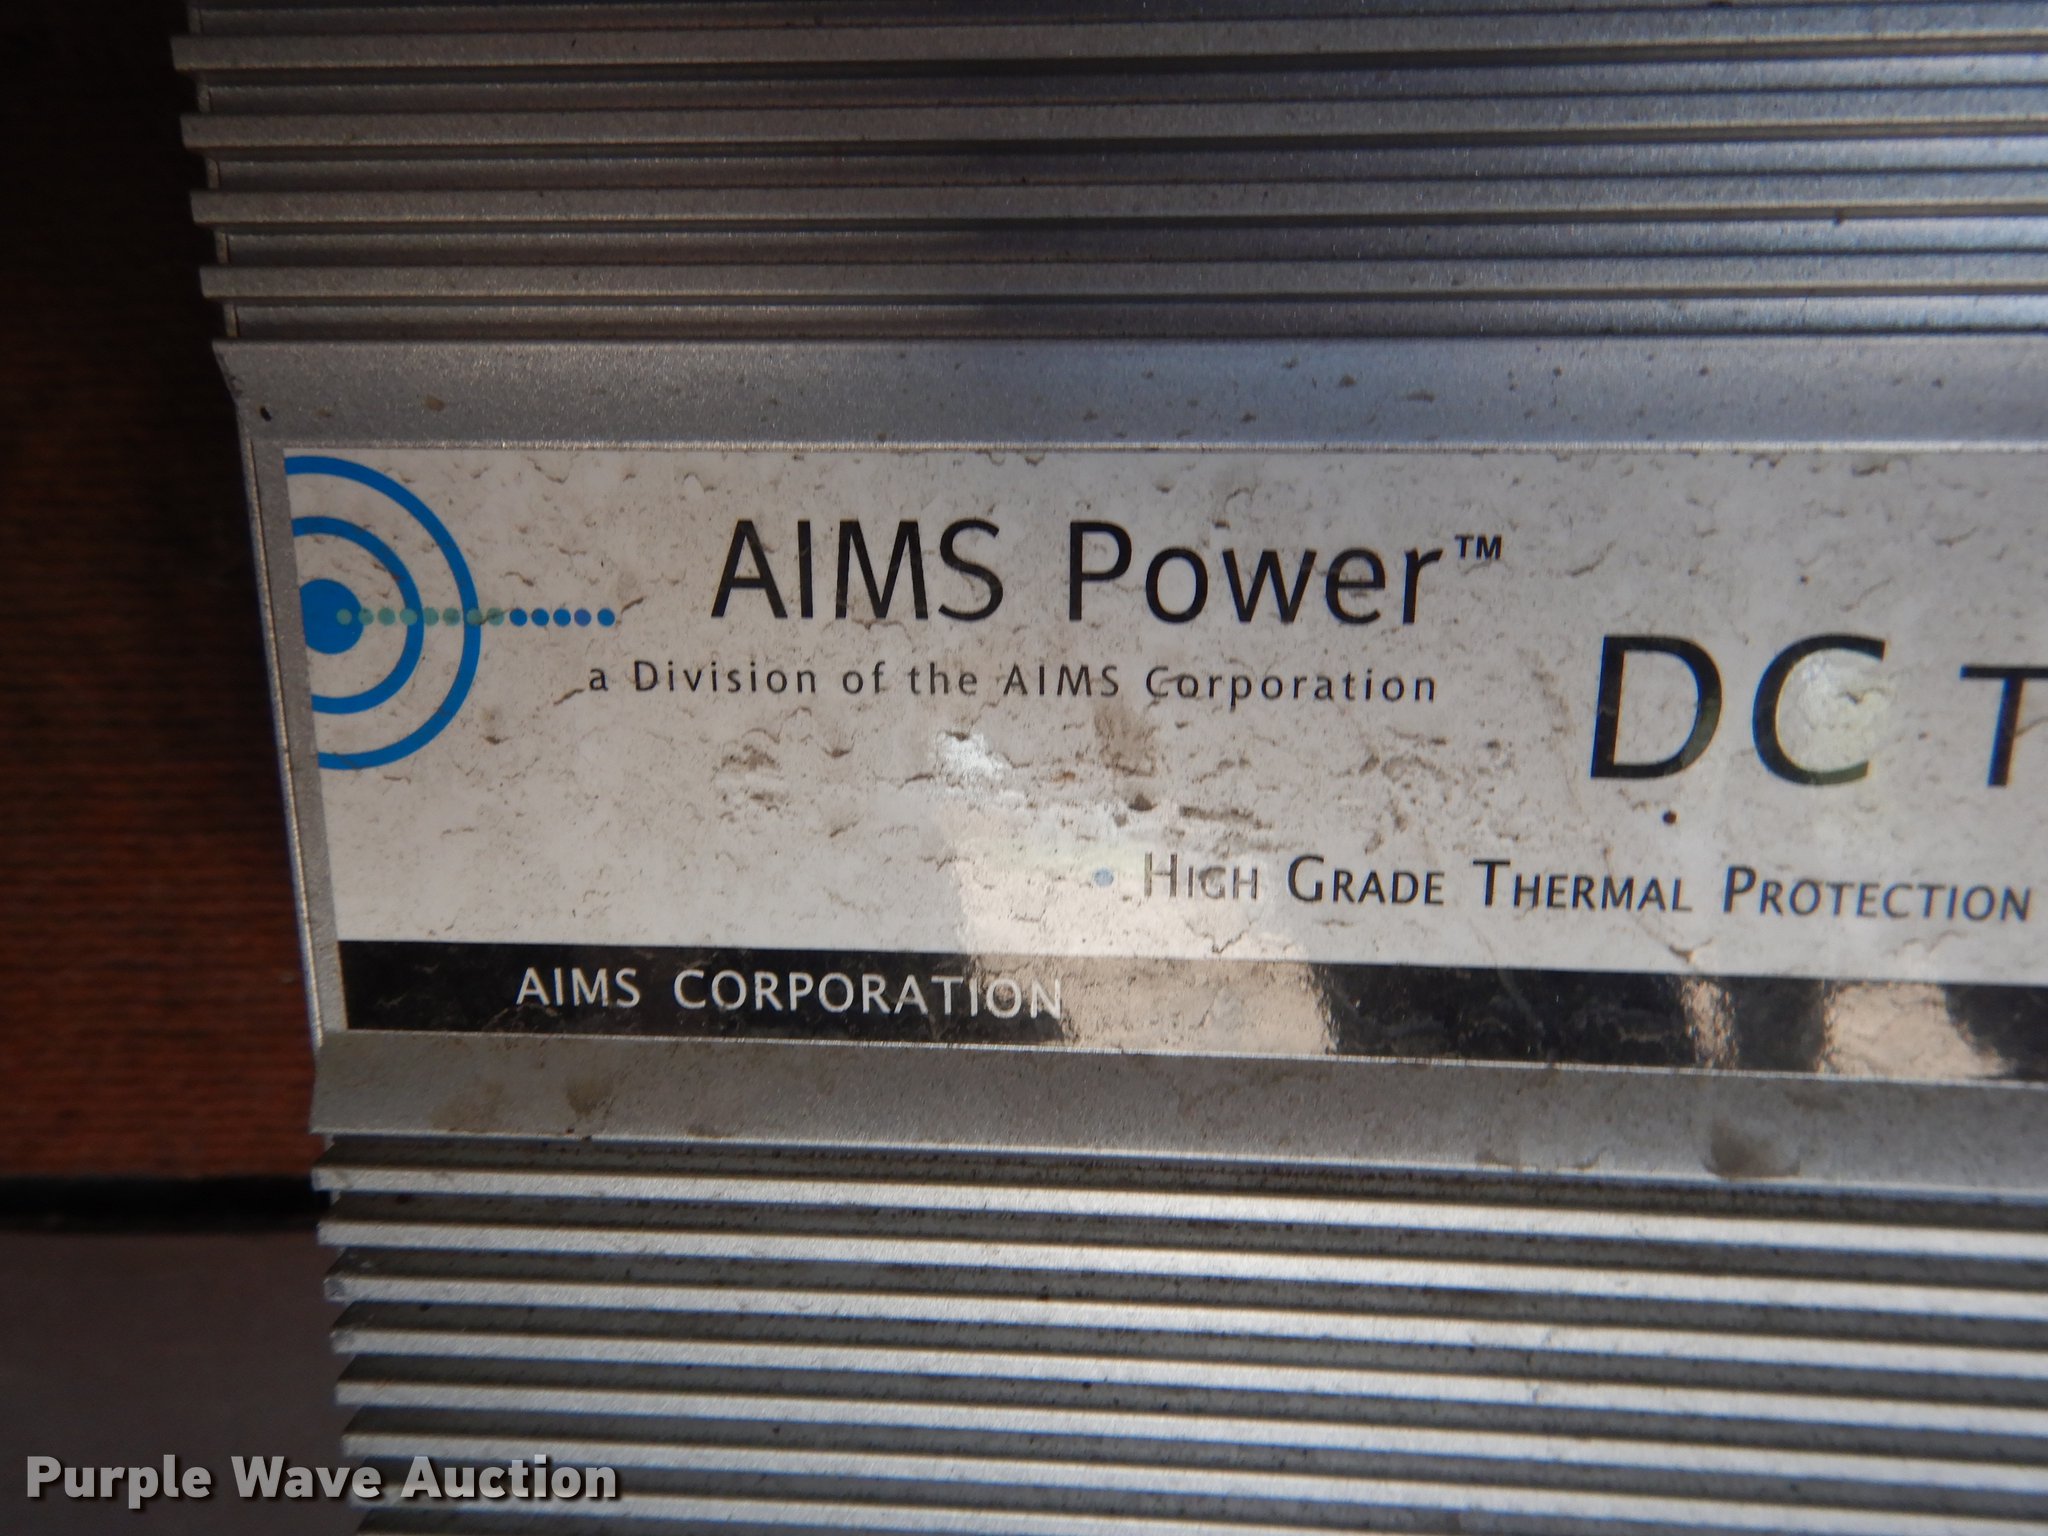 AIMS Power™
a Division of the AIMS Corporation
DC T
• HIGH GRADE THERMAL PROTECTION
AIMS CORPORATION
Purple Wave Auction